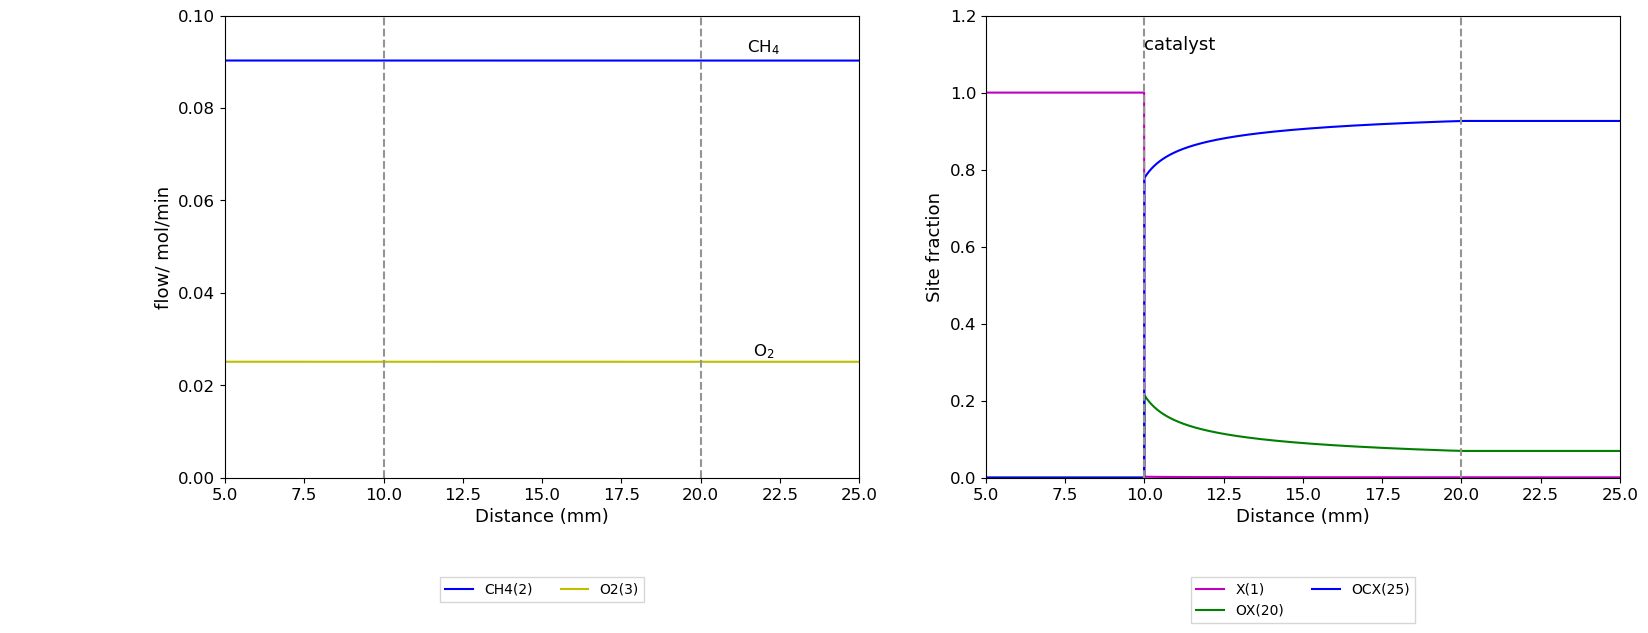 0.10
0.08
0.06
0.04
0.02
0.00
flow/ mol/min
CH4
O2
5.0 7.5 10.0 12.5 15.0 17.5 20.0 22.5 25.0
Distance (mm)
CH4(2) O2(3)
1.2
1.0
0.8
0.6
0.4
0.2
0.0
Site fraction
catalyst
5.0 7.5 10.0 12.5 15.0 17.5 20.0 22.5 25.0
Distance (mm)
X(1) OCX(25)
OX(20)